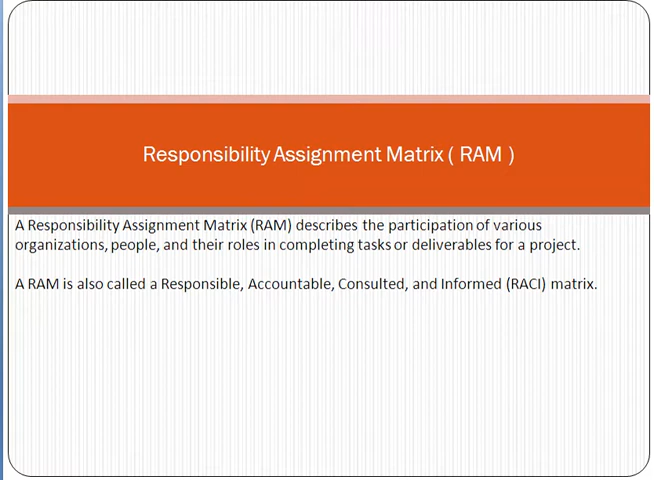 Responsibility Assignment Matrix ( RAM )
A Responsibility Assignment Matrix (RAM) describes the participation of various
organizations, people, and their roles in completing tasks or deliverables for a project.
A RAM is also called a Responsible, Accountable, Consulted, and Informed (RACI) matrix.